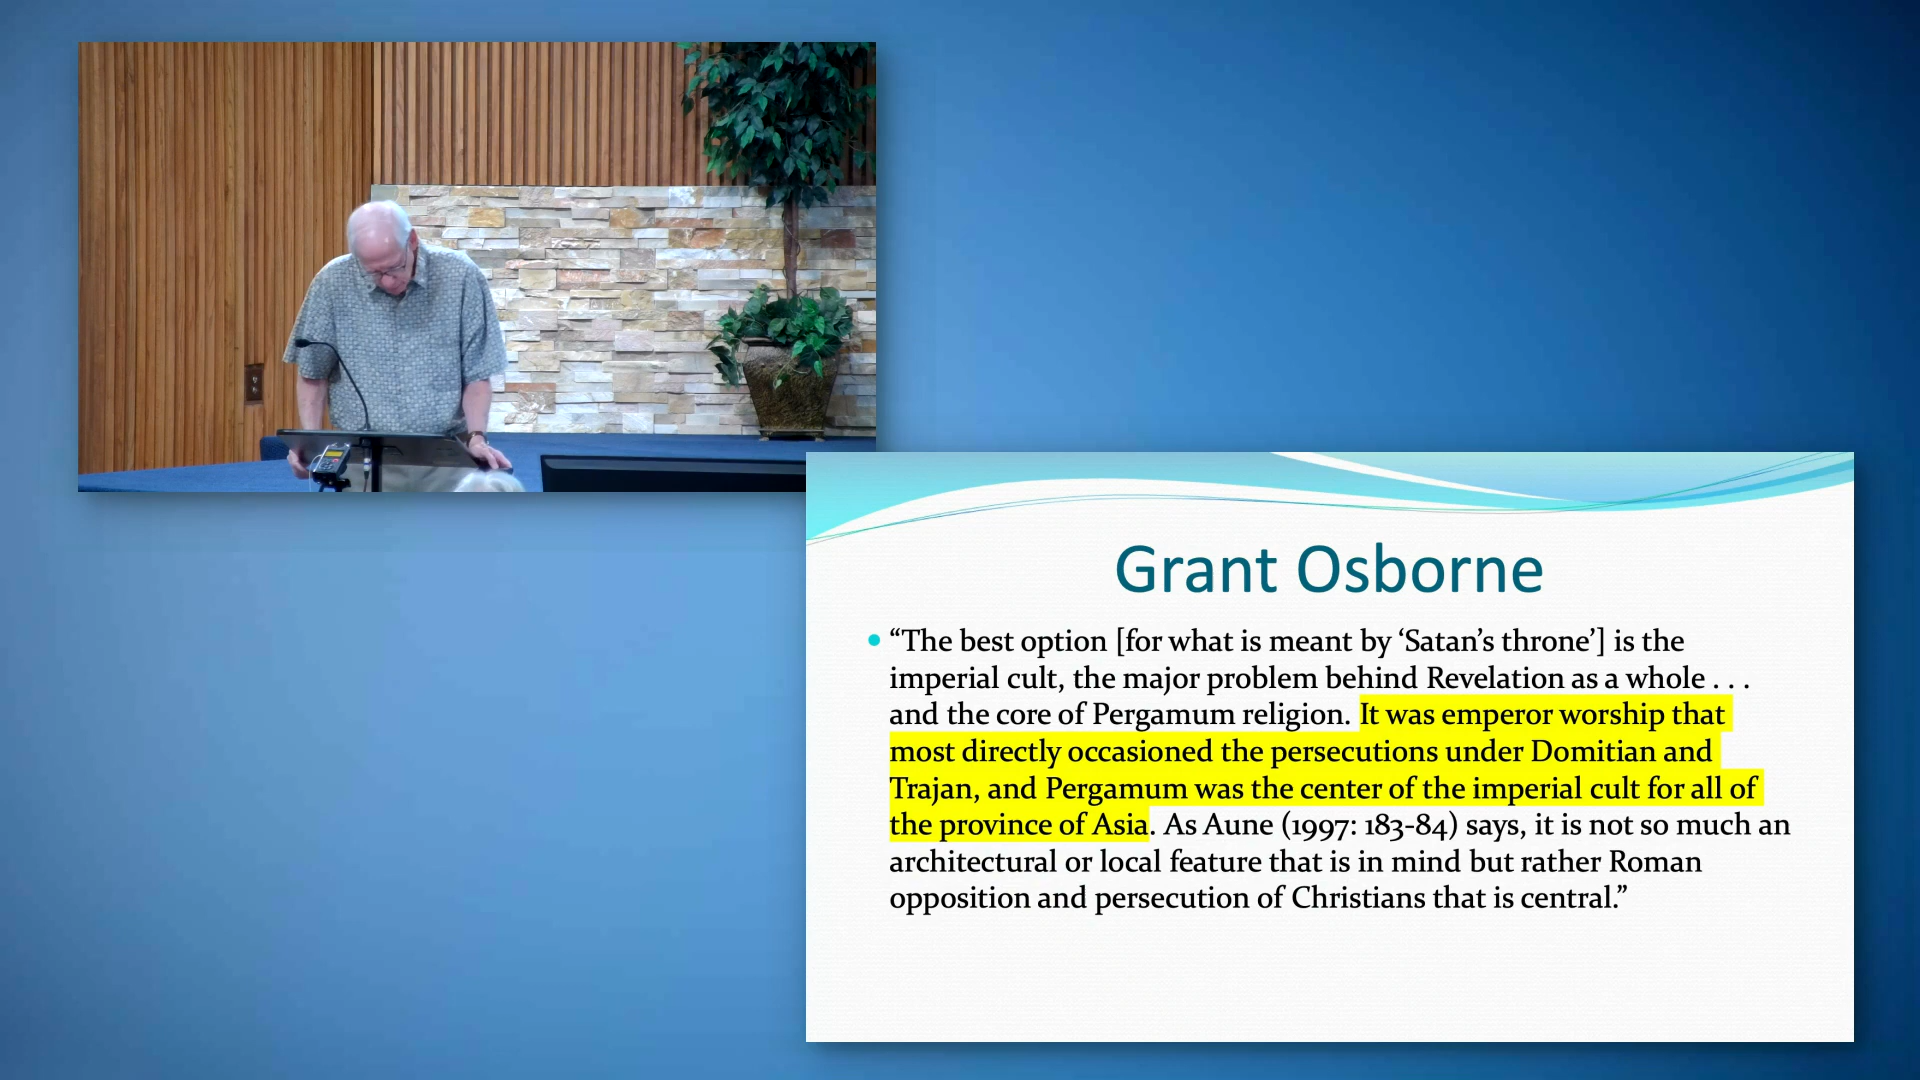 Grant Osborne
• “The best option [for what is meant by ‘Satan’s throne’] is the
imperial cult, the major problem behind Revelation as a whole . . .
and the core of Pergamum religion. It was emperor worship that
most directly occasioned the persecutions under Domitian and
Trajan, and Pergamum was the center of the imperial cult for all of
the province of Asia. As Aune (1997: 183-84) says, it is not so much an
architectural or local feature that is in mind but rather Roman
opposition and persecution of Christians that is central.”